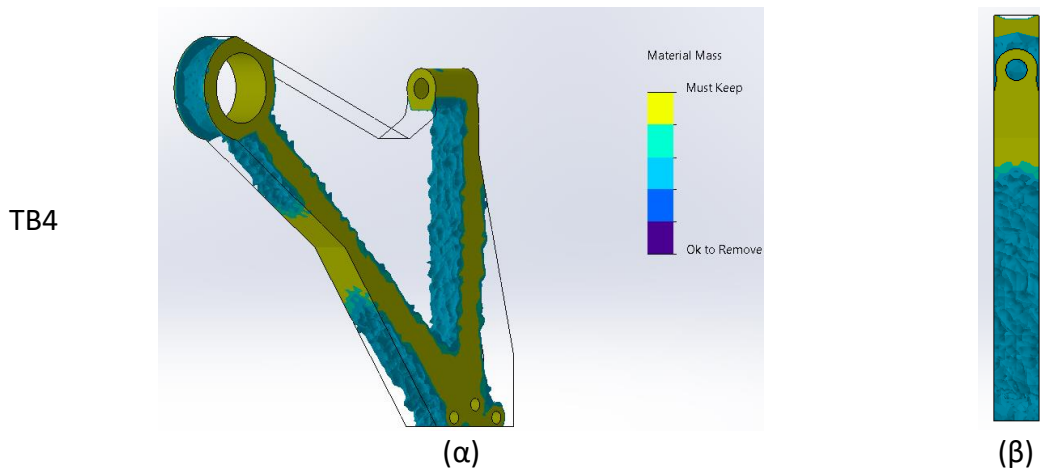 Material Mass
Must Keep
Ok to Remove
TB4
(α)
(β)